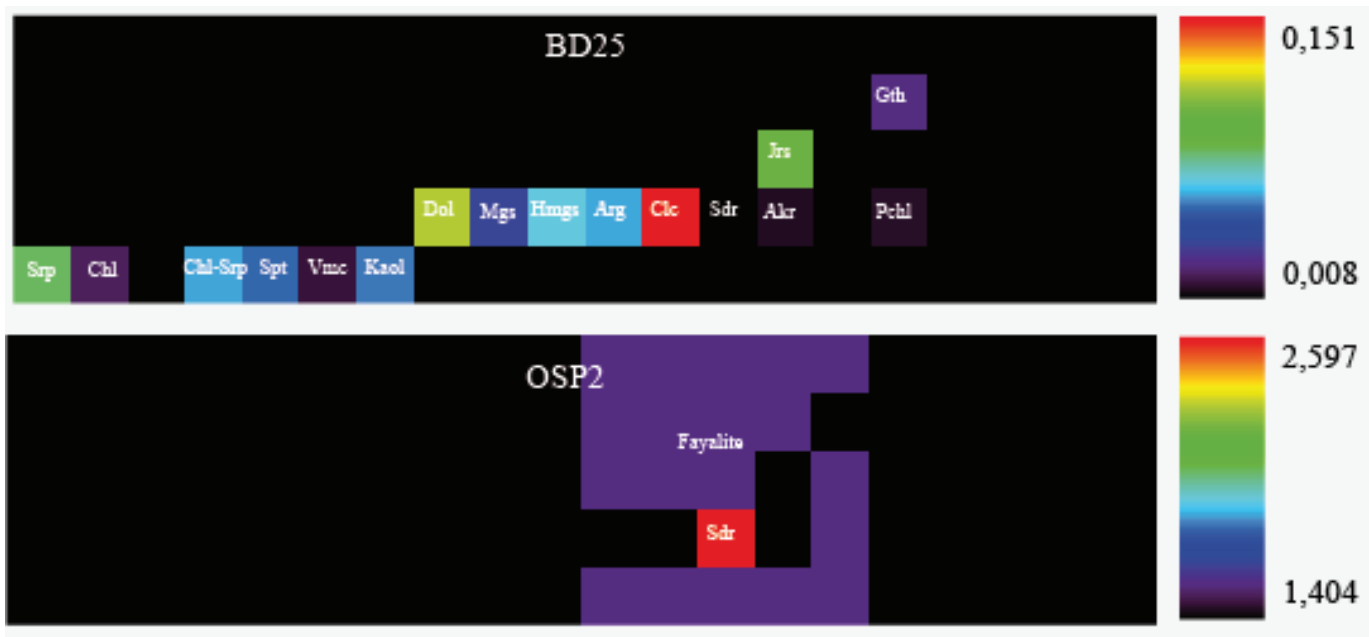 BD25
0,151
Gth
Jrs
Dol Mgs Hmgs Arg Clc Sdr Akr Pchl
Srp Chl Chl-Srp Spt Vmc Kaol
0,008
OSP2
2,597
Fayalite
Sdr
1,404